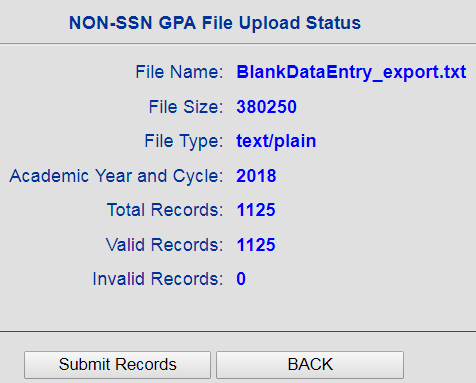 NON-SSN GPA File Upload Status
File Name: BlankDataEntry_export.txt
File Size: 380250
File Type: text/plain
Academic Year and Cycle: 2018
Total Records: 1125
Valid Records: 1125
Invalid Records: 0
Submit Records BACK